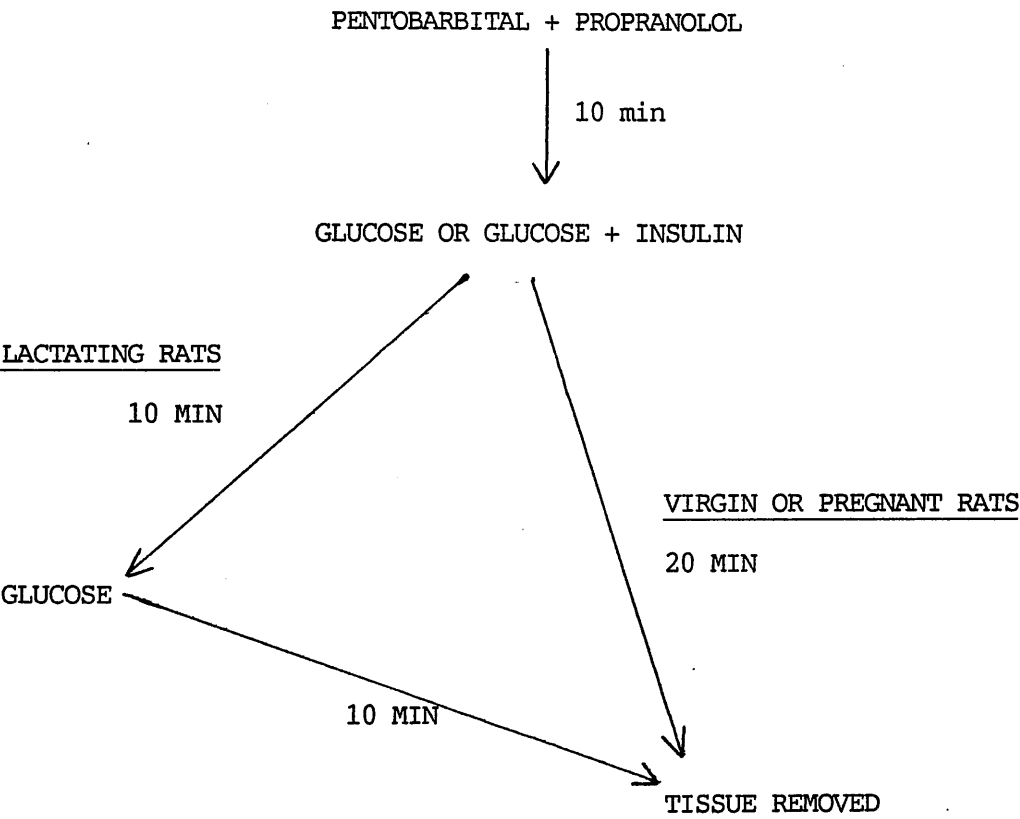 PENTOBARBITAL + PROPRANOLOL
10 min
GLUCOSE OR GLUCOSE + INSULIN
LACTATING RATS
10 MIN
VIRGIN OR PREGNANT RATS
20 MIN
GLUCOSE
10 MIN
TISSUE REMOVED